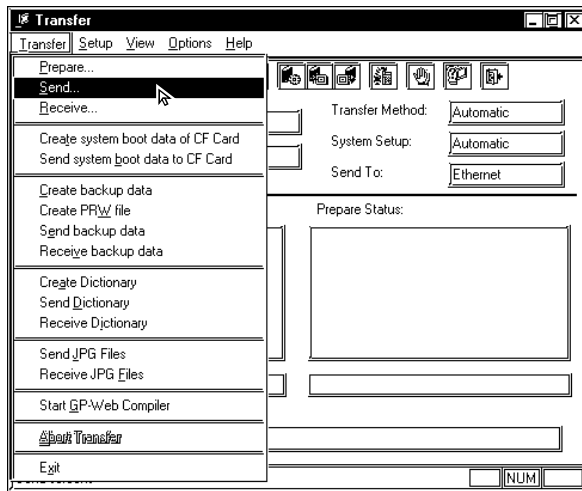 Transfer
Transfer Setup View Options Help
Prepare...
Send...
Receive...
Create system boot data of CF Card
Send system boot data to CF Card
Create backup data
Create PRW file
Send backup data
Receive backup data
Create Dictionary
Send Dictionary
Receive Dictionary
Send JPG Files
Receive JPG Files
Start GP-Web Compiler
Abort Transfer
Exit
Transfer Method: Automatic
System Setup: Automatic
Send To: Ethernet
Prepare Status:
NUM